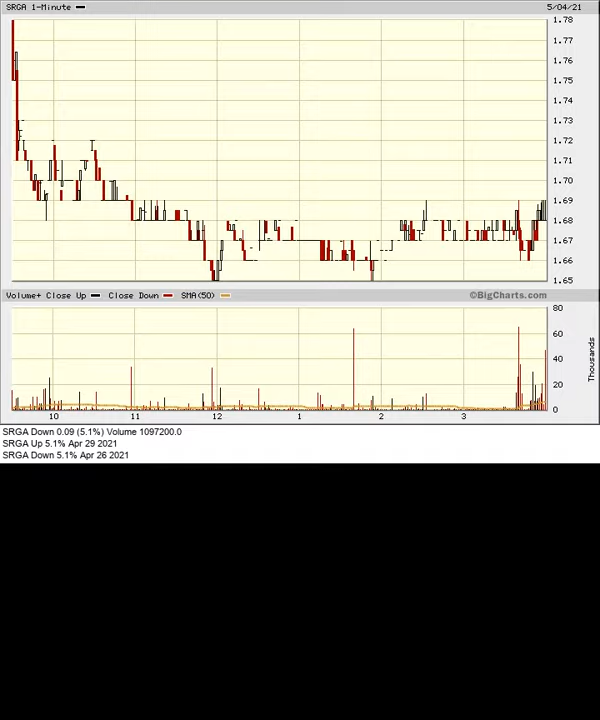 SRGA 1-Minute 5/04/21
1.78
1.77
1.76
1.75
1.74
1.73
1.72
1.71
1.70
1.69
1.68
1.67
1.66
1.65
Volume+ Close Up Close Down SMA(50) ©BigCharts.com
80
60
40
20
0
Thousands
10 11 12 1 2 3
SRGA Down 0.09 (5.1%) Volume 1097200.0
SRGA Up 5.1% Apr 29 2021
SRGA Down 5.1% Apr 26 2021